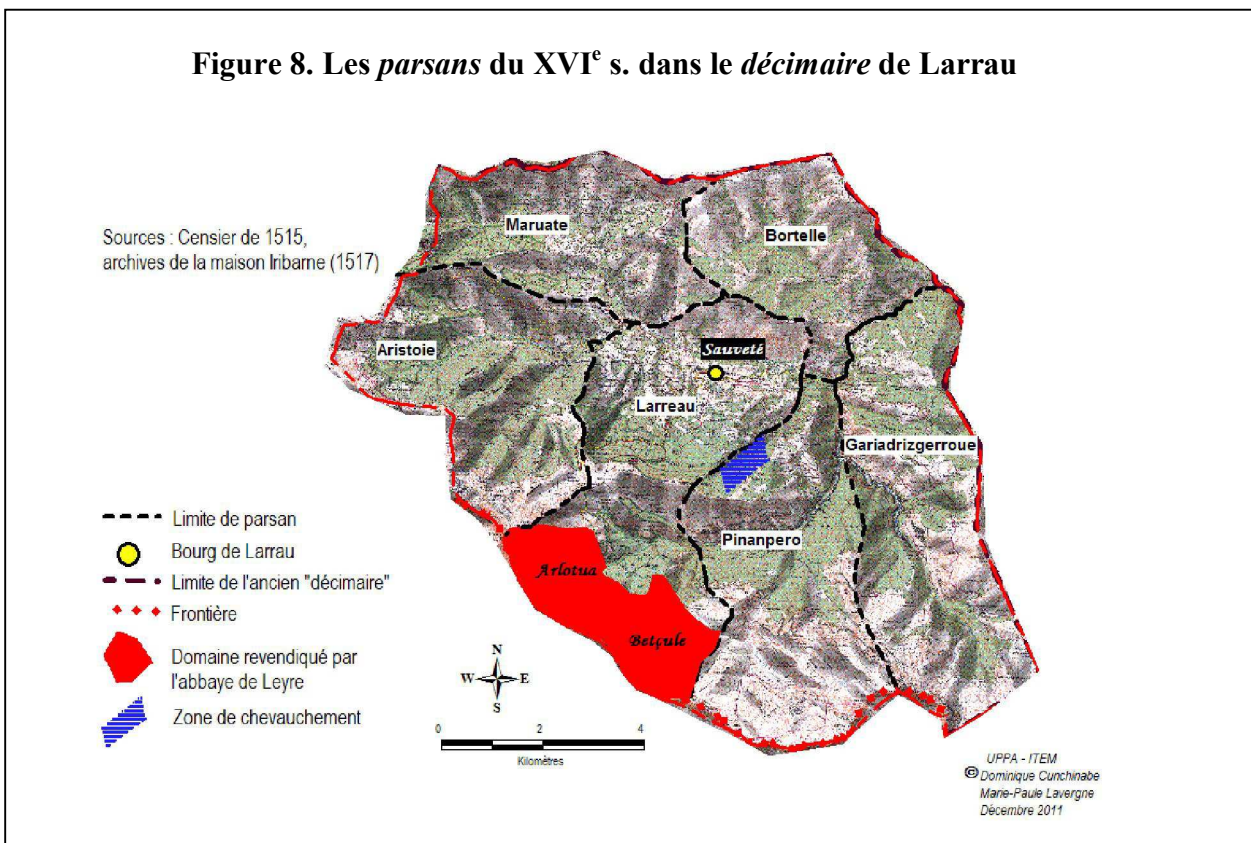 Figure 8. Les parsans du XVIe s. dans le décimaire de Larrau
Sources : Censier de 1515,
archives de la maison Iribarne (1517)
Maruate
Bortelle
Aristoie
Sauveté
Larreau
Gariadrizgerroue
Pinanpero
Arlotua
Betçule
Limite de parsan
Bourg de Larrau
Limite de l'ancien "décimaire"
Frontière
Domaine revendiqué par
l'abbaye de Leyre
Zone de chevauchement
N
W E
S
0 2 4
Kilomètres
UPPA - ITEM
© Dominique Cunchinabe
Marie-Paule Lavergne
Décembre 2011